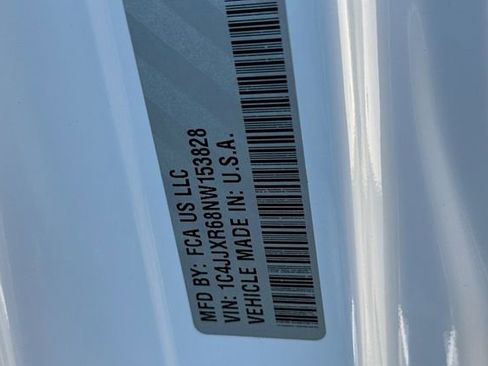 MFD BY: FCA US LLC
VIN: 1C4JJXR68NW153828
VEHICLE MADE IN: U.S.A.